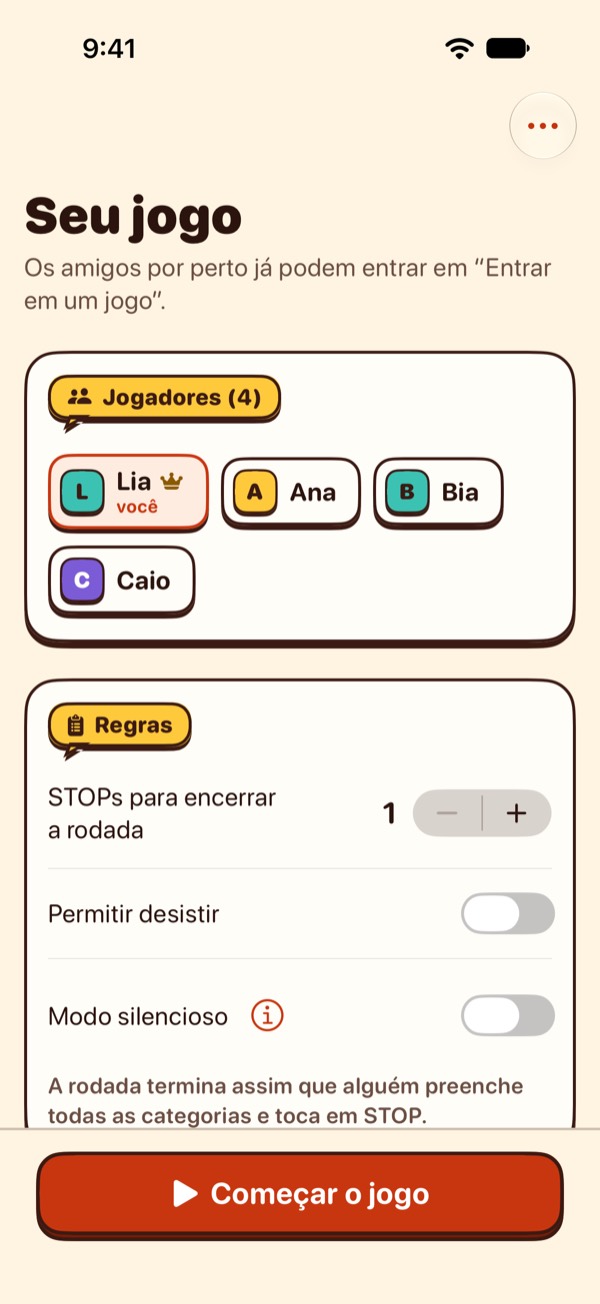 9:41
Seu jogo
Os amigos por perto já podem entrar em “Entrar
em um jogo”.
Jogadores (4)
L Lia
você
A Ana
B Bia
C Caio
Regras
STOPs para encerrar
a rodada
1 − +
Permitir desistir
Modo silencioso
A rodada termina assim que alguém preenche
todas as categorias e toca em STOP.
Começar o jogo